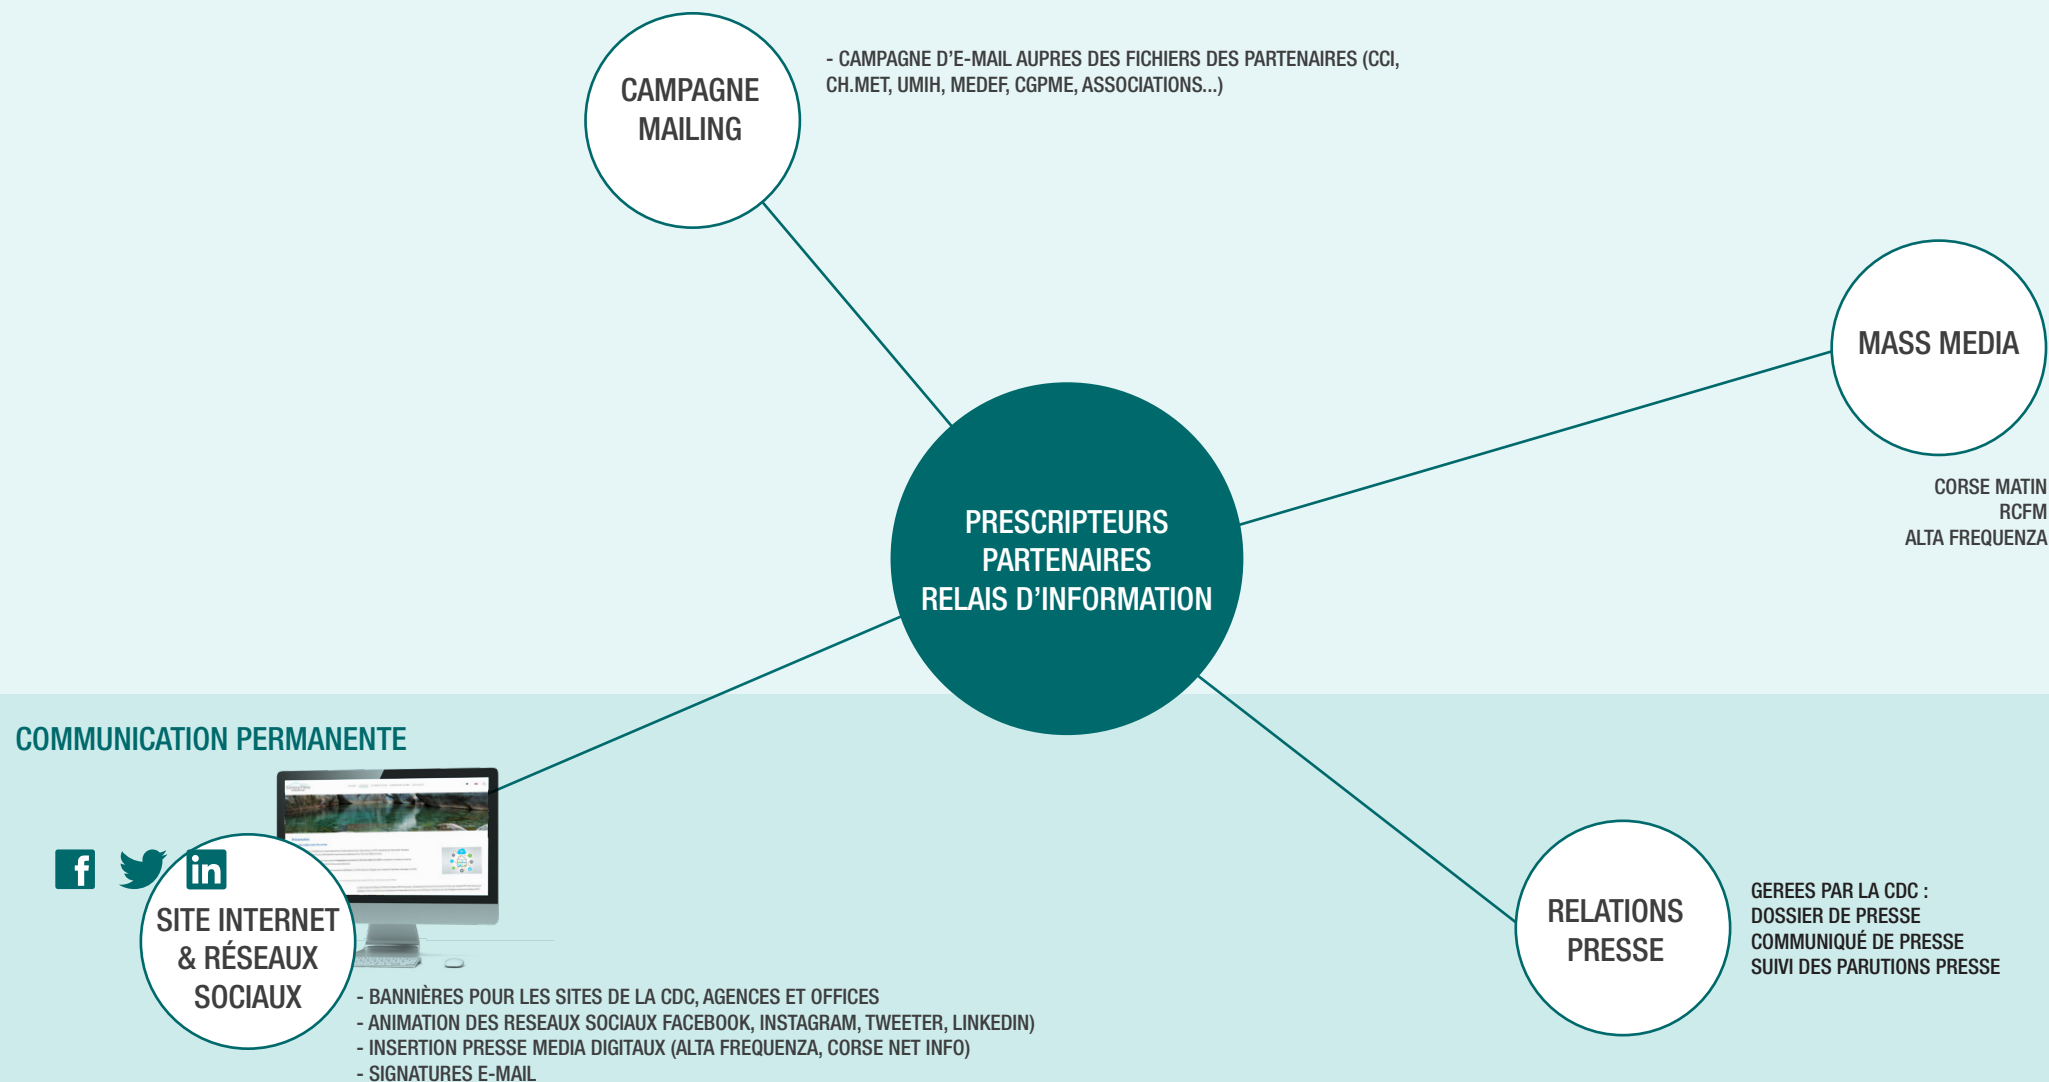 CAMPAGNE
MAILING
- CAMPAGNE D'E-MAIL AUPRES DES FICHIERS DES PARTENAIRES (CCI,
CH.MET, UMIH, MEDEF, CGPME, ASSOCIATIONS...)
MASS MEDIA
CORSE MATIN
RCFM
ALTA FREQUENZA
PRESCRIPTEURS
PARTENAIRES
RELAIS D'INFORMATION
COMMUNICATION PERMANENTE
f
in
SITE INTERNET
& RÉSEAUX
SOCIAUX
- BANNIÈRES POUR LES SITES DE LA CDC, AGENCES ET OFFICES
- ANIMATION DES RESEAUX SOCIAUX FACEBOOK, INSTAGRAM, TWEETER, LINKEDIN)
- INSERTION PRESSE MEDIA DIGITAUX (ALTA FREQUENZA, CORSE NET INFO)
- SIGNATURES E-MAIL
RELATIONS
PRESSE
GEREES PAR LA CDC :
DOSSIER DE PRESSE
COMMUNIQUÉ DE PRESSE
SUIVI DES PARUTIONS PRESSE